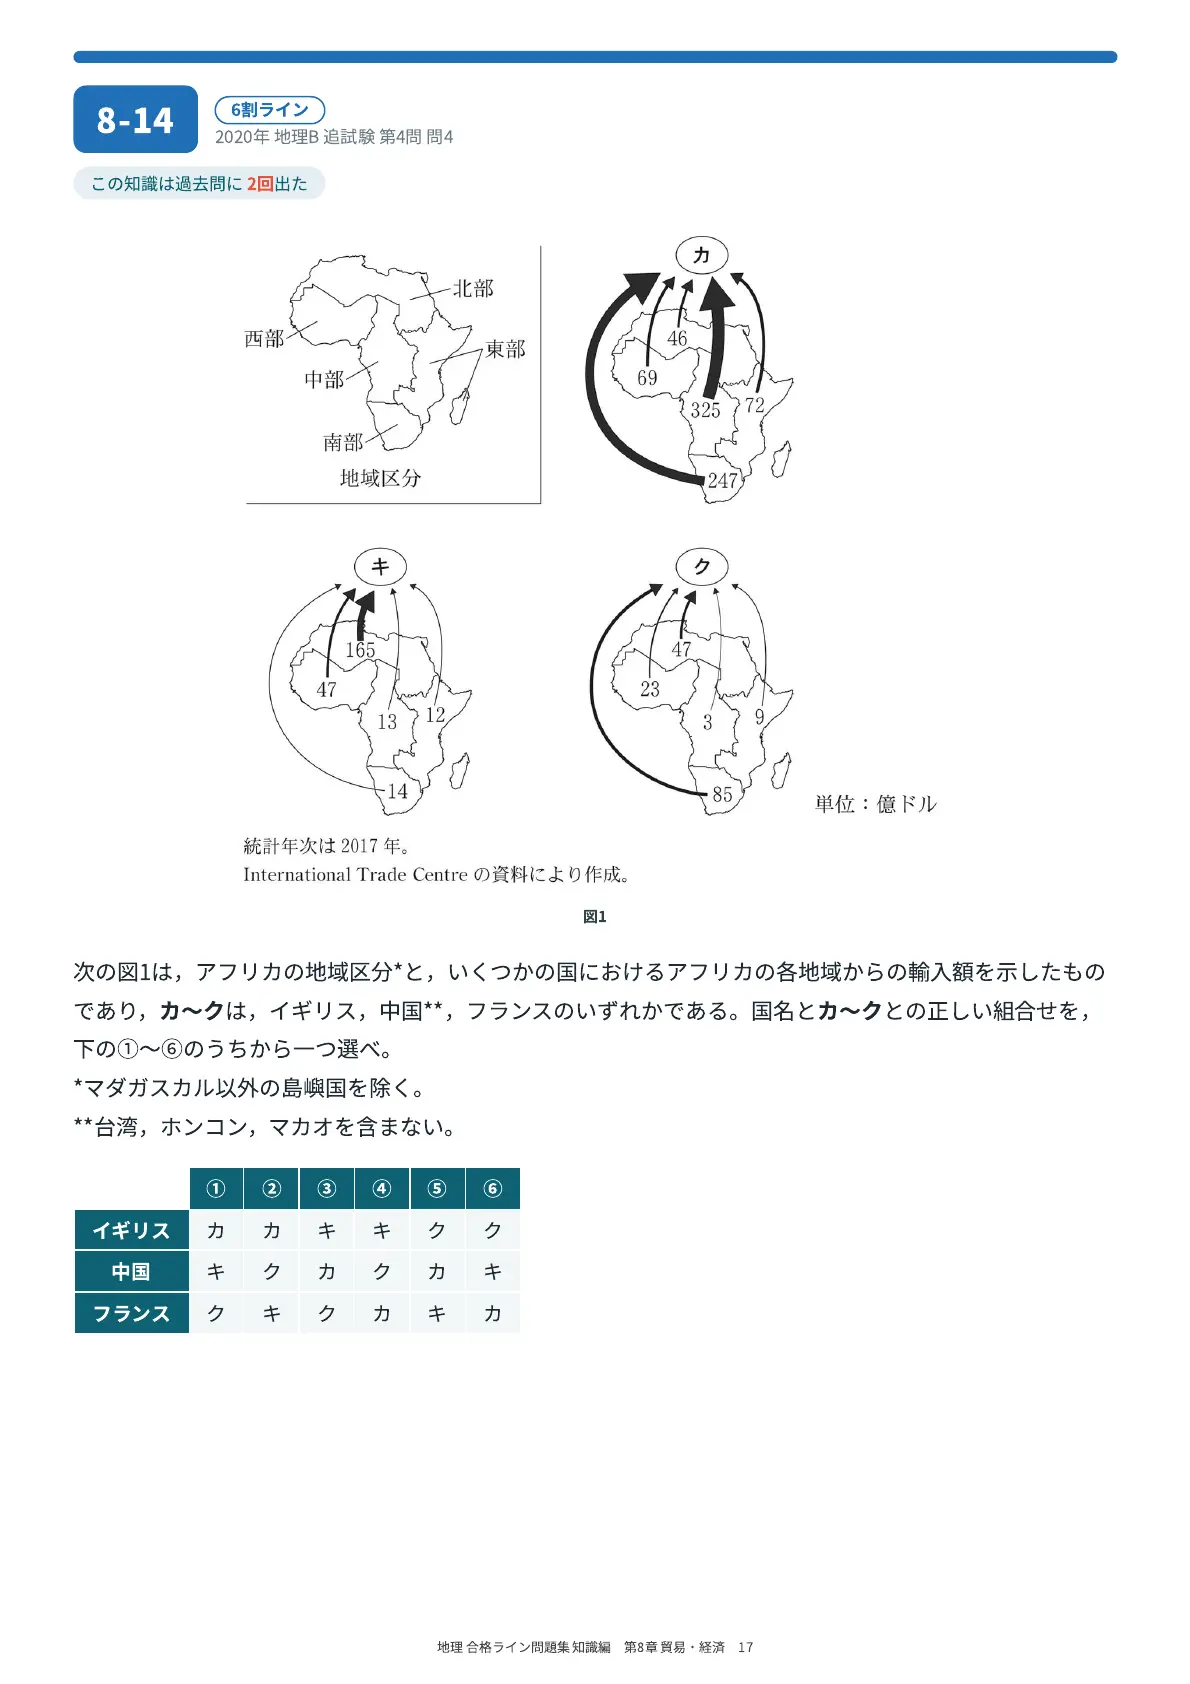 8-14
6割ライン
2020年 地理B 追試験 第4問 問4
この知識は過去問に 2回出た
北部
西部
東部
中部
南部
地域区分
カ
46
69
325
72
247
キ
165
47
13
12
14
ク
47
23
3
9
85
単位：億ドル
統計年次は 2017 年。
International Trade Centre の資料により作成。
図1
次の図1は，アフリカの地域区分*と，いくつかの国におけるアフリカの各地域からの輸入額を示したもの
であり，カ〜クは，イギリス，中国**，フランスのいずれかである。国名とカ〜クとの正しい組合せを，
下の①〜⑥のうちから一つ選べ。
*マダガスカル以外の島嶼国を除く。
**台湾，ホンコン，マカオを含まない。
① ② ③ ④ ⑤ ⑥
イギリス カ カ キ キ ク ク
中国 キ ク カ ク カ キ
フランス ク キ ク カ キ カ
地理 合格ライン問題集 知識編 第8章 貿易・経済 17